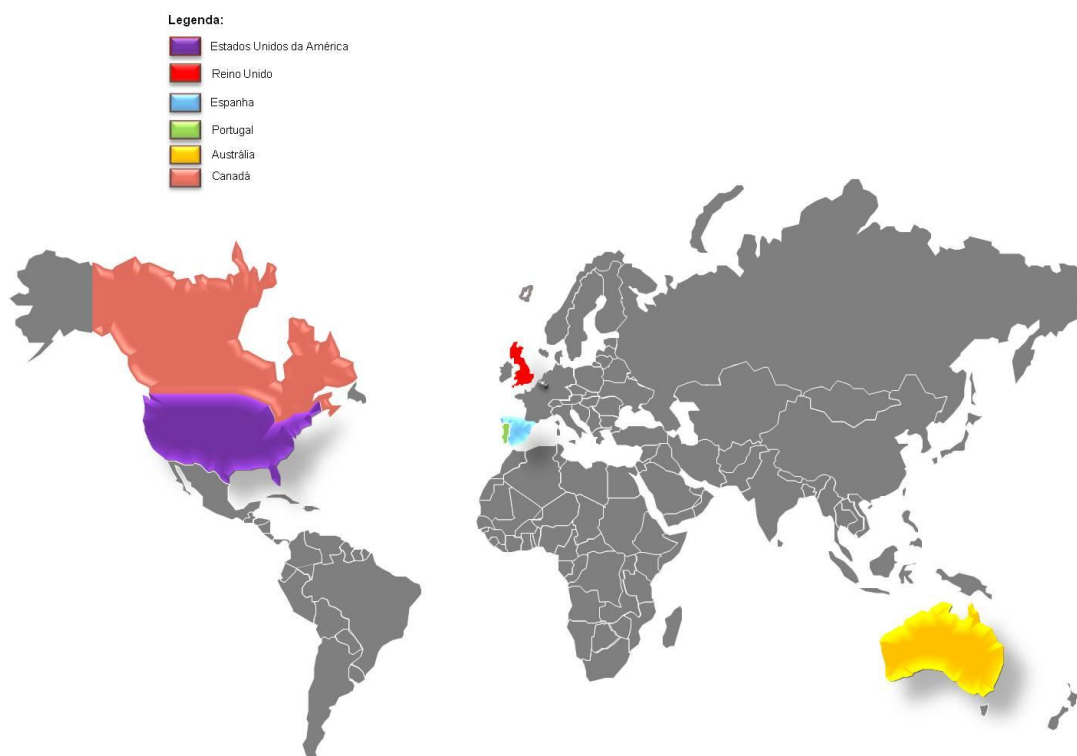 Legenda:
Estados Unidos da América
Reino Unido
Espanha
Portugal
Austrália
Canadá